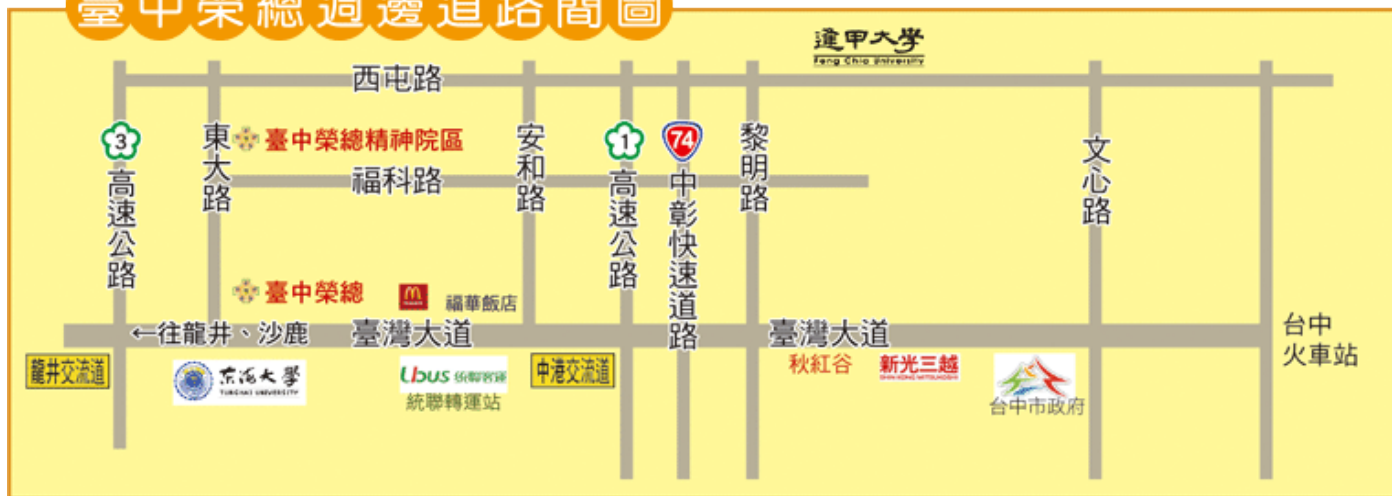 臺中榮總週邊道路簡圖
逢甲大學
Feng Chia University
西屯路
3
高速公路
東大路
臺中榮總精神院區
福科路
安和路
1
高速公路
74
中彰快速道路
黎明路
文心路
臺中榮總
福華飯店
←往龍井、沙鹿
臺灣大道
臺灣大道
台中
火車站
龍井交流道
東海大學
TUNGHAI UNIVERSITY
Ubus 統聯客運
統聯轉運站
中港交流道
秋紅谷
新光三越
SHIN KONG MITSUKOSHI
台中市政府